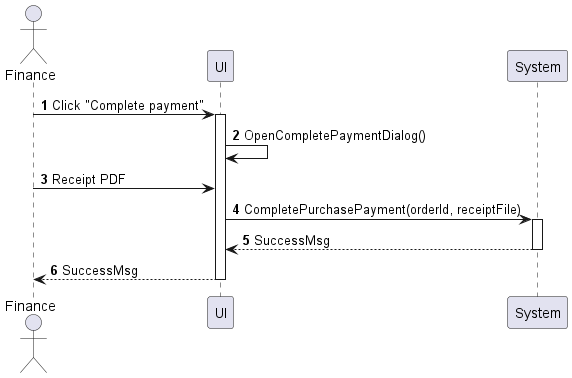 Finance
UI
System
1 Click "Complete payment"
2 OpenCompletePaymentDialog()
3 Receipt PDF
4 CompletePurchasePayment(orderId, receiptFile)
5 SuccessMsg
6 SuccessMsg
Finance
UI
System